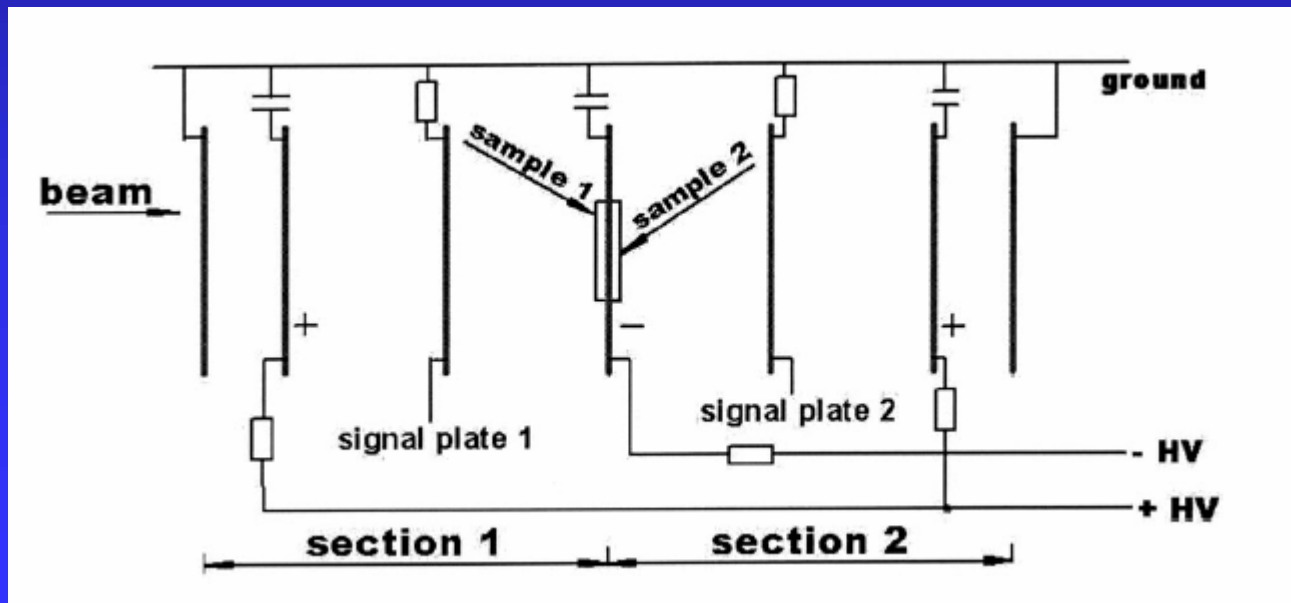 ground
sample 1
sample 2
beam
+
−
+
signal plate 1
signal plate 2
- HV
+ HV
section 1
section 2